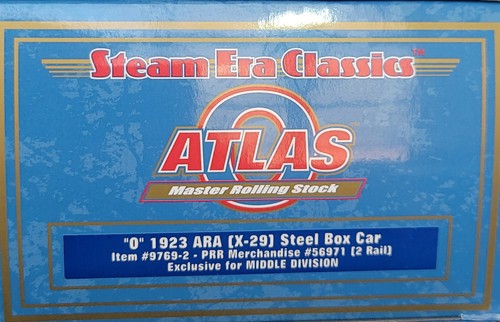 Steam Era Classics™
ATLAS
Master Rolling Stock
"O" 1923 ARA (X-29) Steel Box Car
Item #9769-2 - PRR Merchandise #56971 (2 Rail)
Exclusive for MIDDLE DIVISION